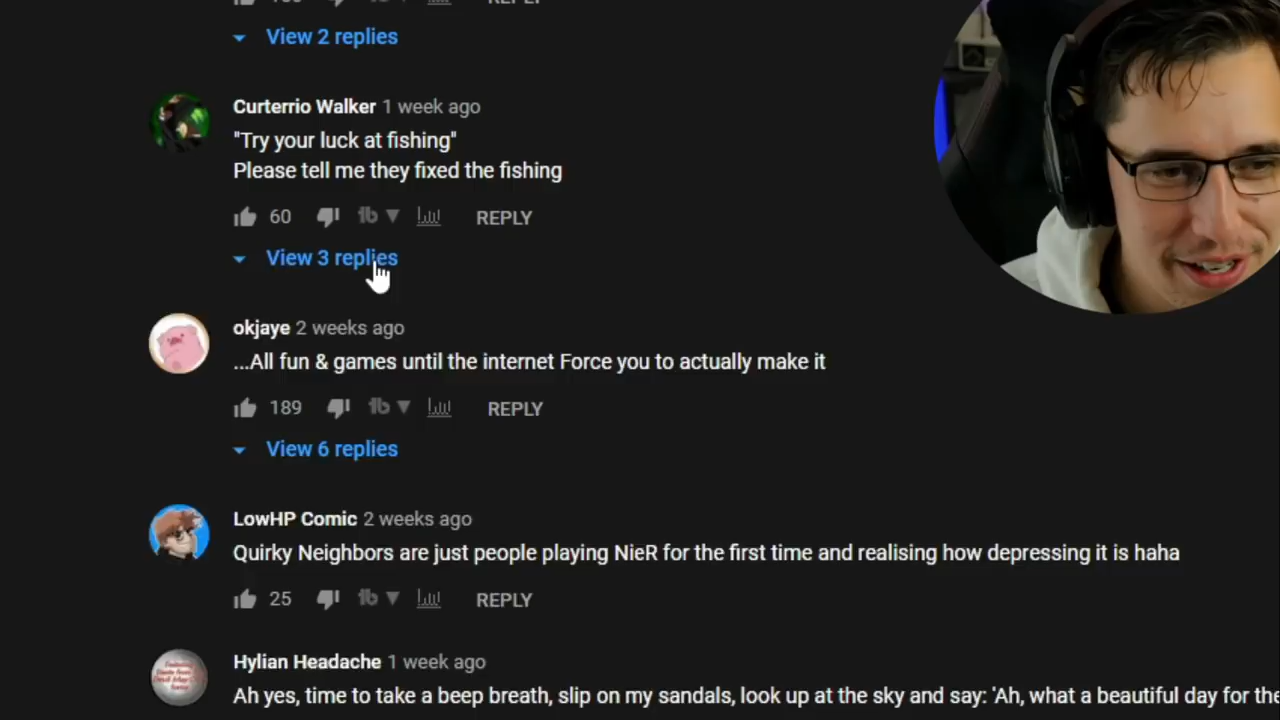 View 2 replies
Curterrio Walker 1 week ago
"Try your luck at fishing"
Please tell me they fixed the fishing
60 REPLY
View 3 replies
okjaye 2 weeks ago
...All fun & games until the internet Force you to actually make it
189 REPLY
View 6 replies
LowHP Comic 2 weeks ago
Quirky Neighbors are just people playing NieR for the first time and realising how depressing it is haha
25 REPLY
Hylian Headache 1 week ago
Ah yes, time to take a beep breath, slip on my sandals, look up at the sky and say: 'Ah, what a beautiful day for the